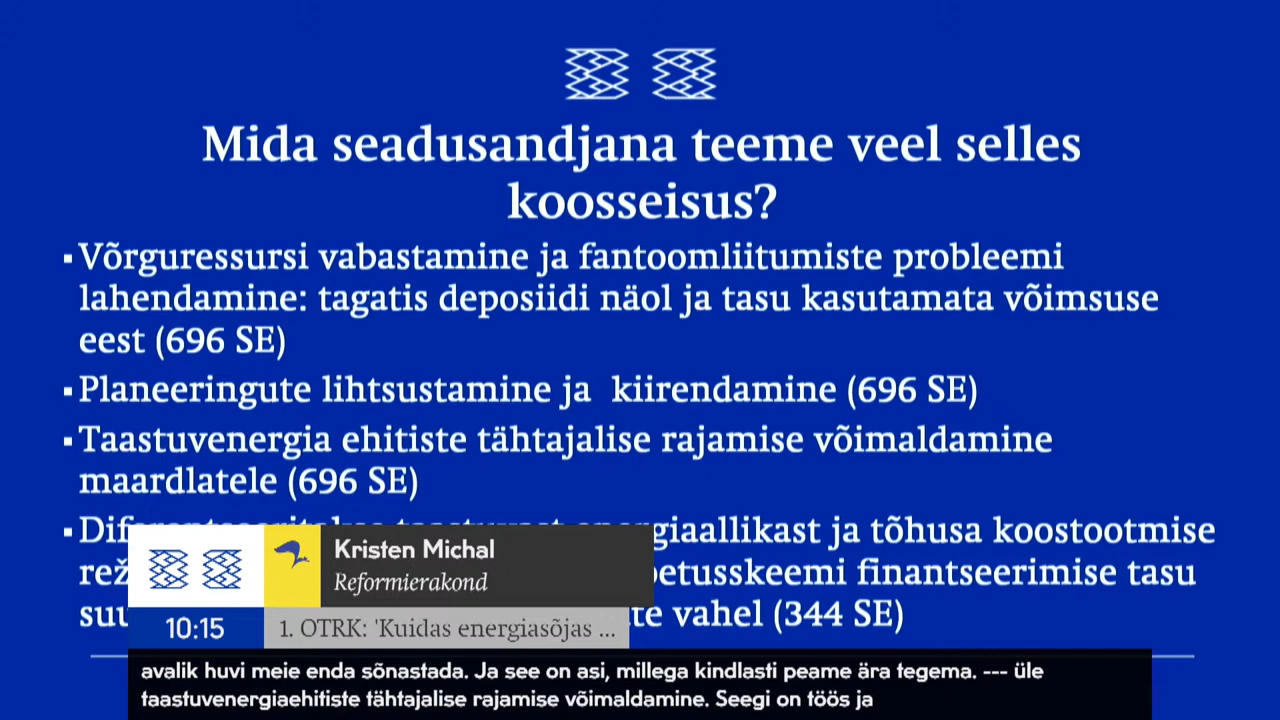 Mida seadusandjana teeme veel selles
koosseisus?
▪Võrguressursi vabastamine ja fantoomliitumiste probleemi
lahendamine: tagatis deposiidi näol ja tasu kasutamata võimsuse
eest (696 SE)
▪Planeeringute lihtsustamine ja kiirendamine (696 SE)
▪Taastuvenergia ehitiste tähtajalise rajamise võimaldamine
maardlatele (696 SE)
▪ ja tõhusa koostootmise
finantseerimise tasu
vahel (344 SE)
Kristen Michal
Reformierakond
10:15
1. OTRK: 'Kuidas energiasõjas ...
avalik huvi meie enda sõnastada. Ja see on asi, millega kindlasti peame ära tegema. --- üle
taastuvenergiaehitiste tähtajalise rajamise võimaldamine. Seegi on töös ja